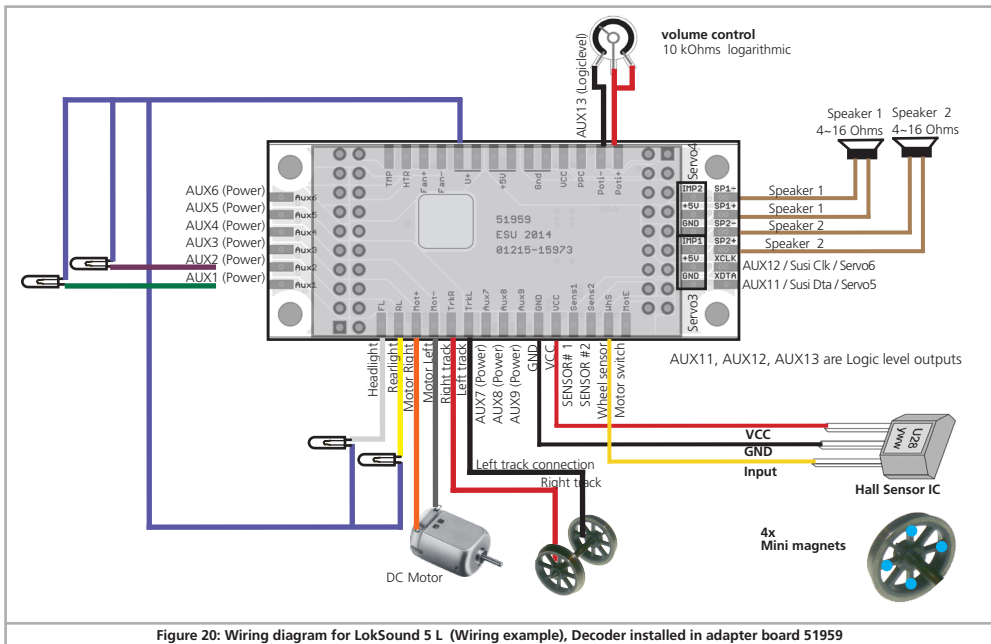 volume control
10 kOhms logarithmic
AUX13 (Logiclevel)
Speaker 1
4~16 Ohms
Speaker 2
4~16 Ohms
Servo4
TMP
HTR
Fan+
Fan-
U+
+5V
Gnd
VCC
PPC
Poti-
Poti+
AUX6 (Power)
AUX5 (Power)
AUX4 (Power)
AUX3 (Power)
AUX2 (Power)
AUX1 (Power)
Aux6
Aux5
Aux4
Aux3
Aux2
Aux1
51959
ESU 2014
01215-15973
IMP2
+5V
GND
IMP1
+5V
GND
SP1-
SP1+
SP2-
SP2+
XCLK
XDTA
Speaker 1
Speaker 1
Speaker 2
Speaker 2
AUX12 / Susi Clk / Servo6
AUX11 / Susi Dta / Servo5
Servo3
FL
RL
Mot+
Mot-
TrkR
TrkL
Aux7
Aux8
Aux9
GND
VCC
Sens1
Sens2
WhS
MotE
Headlight
Rearlight
Motor Right
Motor Left
Right track
Left track
AUX7 (Power)
AUX8 (Power)
AUX9 (Power)
GND
VCC
SENSOR# 1
SENSOR #2
Wheel sensor
Motor switch
AUX11, AUX12, AUX13 are Logic level outputs
VCC
GND
Input
U28
yww
Hall Sensor IC
Left track connection
Right track
DC Motor
4x
Mini magnets
Figure 20: Wiring diagram for LokSound 5 L (Wiring example), Decoder installed in adapter board 51959